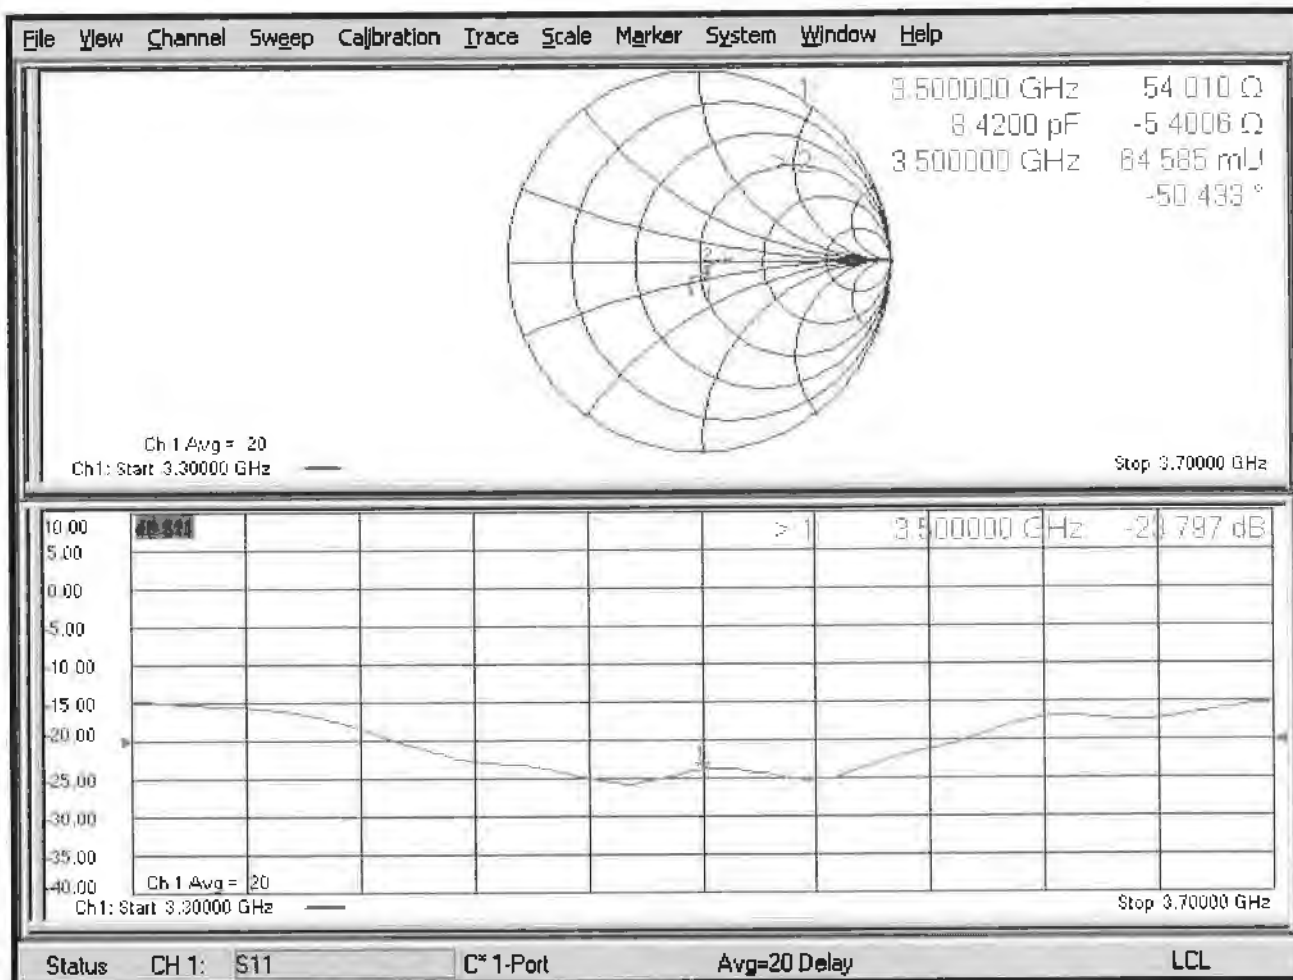 File View Channel Sweep Calibration Trace Scale Marker System Window Help
1: 3.500000 GHz 54.010 Ω
8.4200 pF -5.4006 Ω
> 2: 3.500000 GHz 64.585 mU
-50.433 °
Ch 1 Avg = 20
Ch1: Start 3.30000 GHz
Stop 3.70000 GHz
10.00
> 1: 3.500000 GHz -23.797 dB
5.00
0.00
-5.00
-10.00
-15.00
-20.00
-25.00
-30.00
-35.00
-40.00
Ch 1 Avg = 20
Ch1: Start 3.30000 GHz
Stop 3.70000 GHz
Status CH 1: S11 C* 1-Port Avg=20 Delay LCL